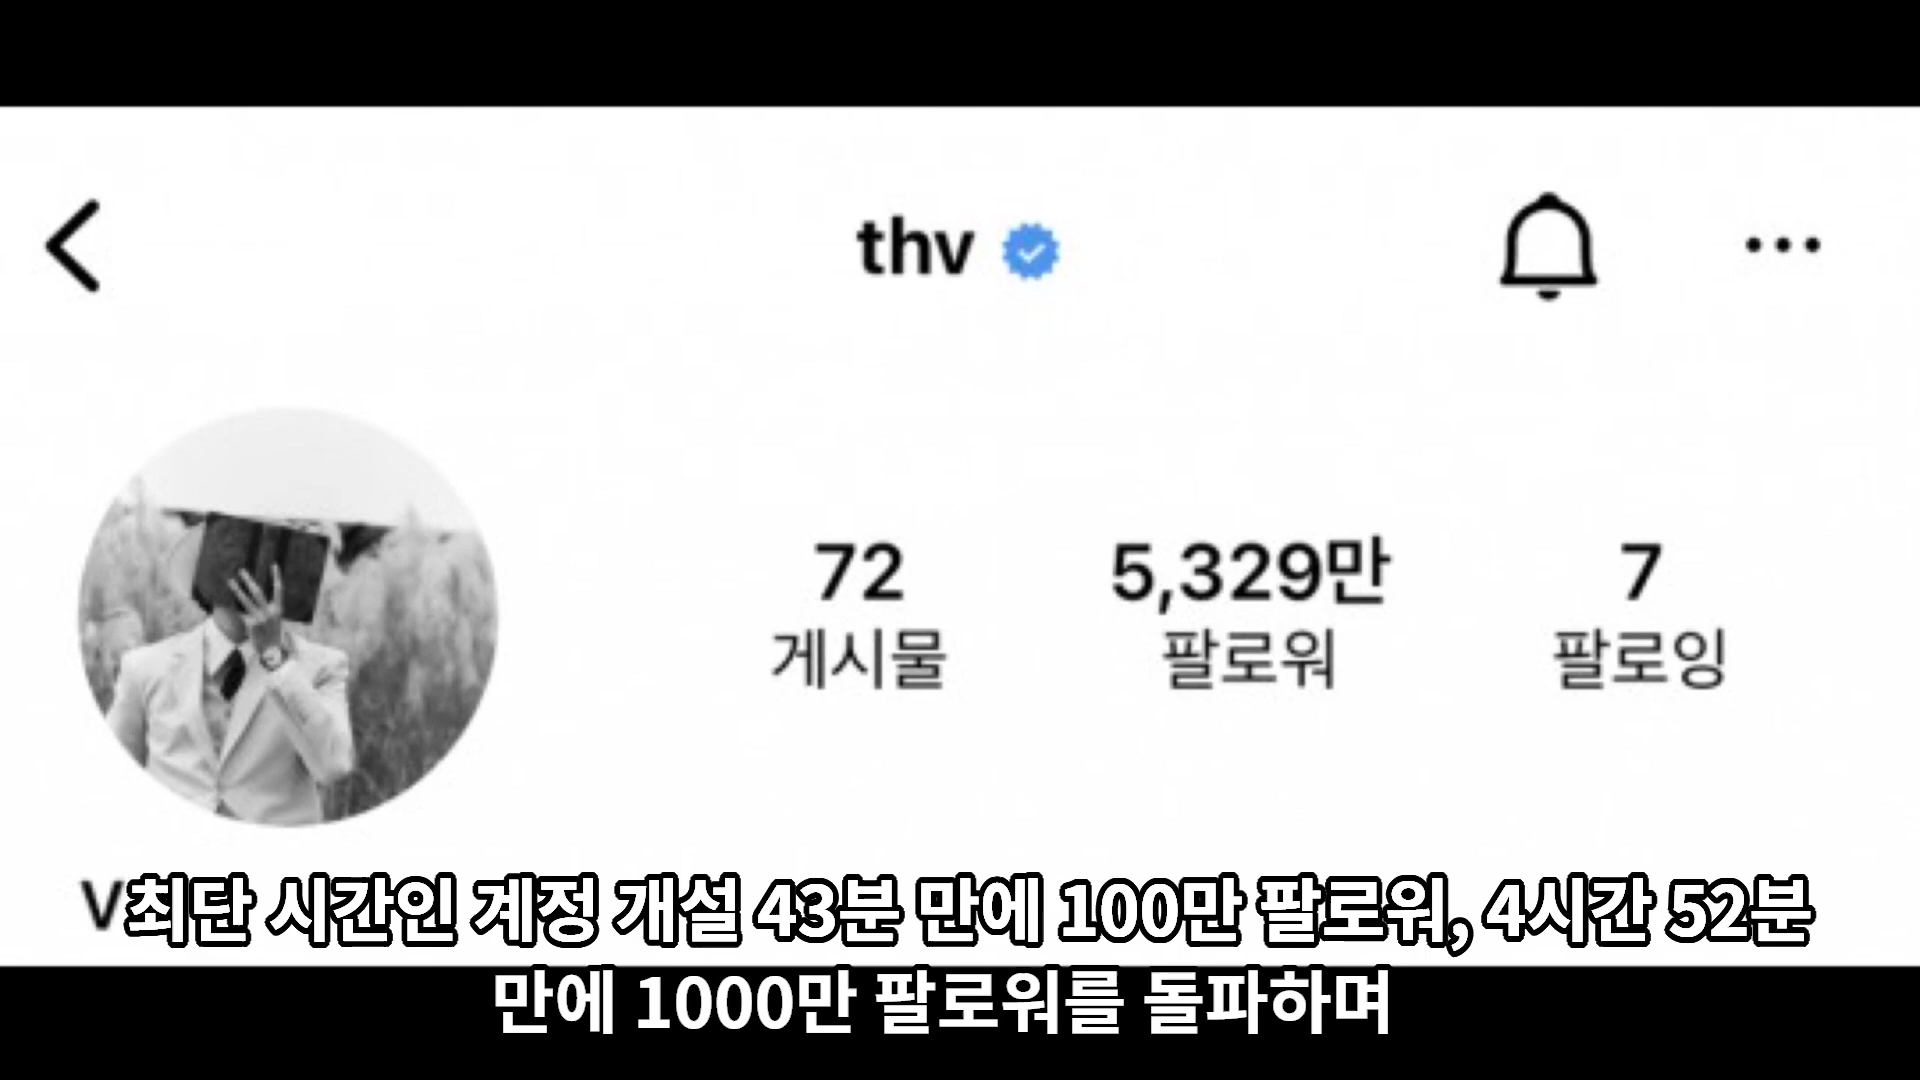 thv
72
5,329만
7
게시물
팔로워
팔로잉
V
최단 시간인 계정 개설 43분 만에 100만 팔로워, 4시간 52분
만에 1000만 팔로워를 돌파하며